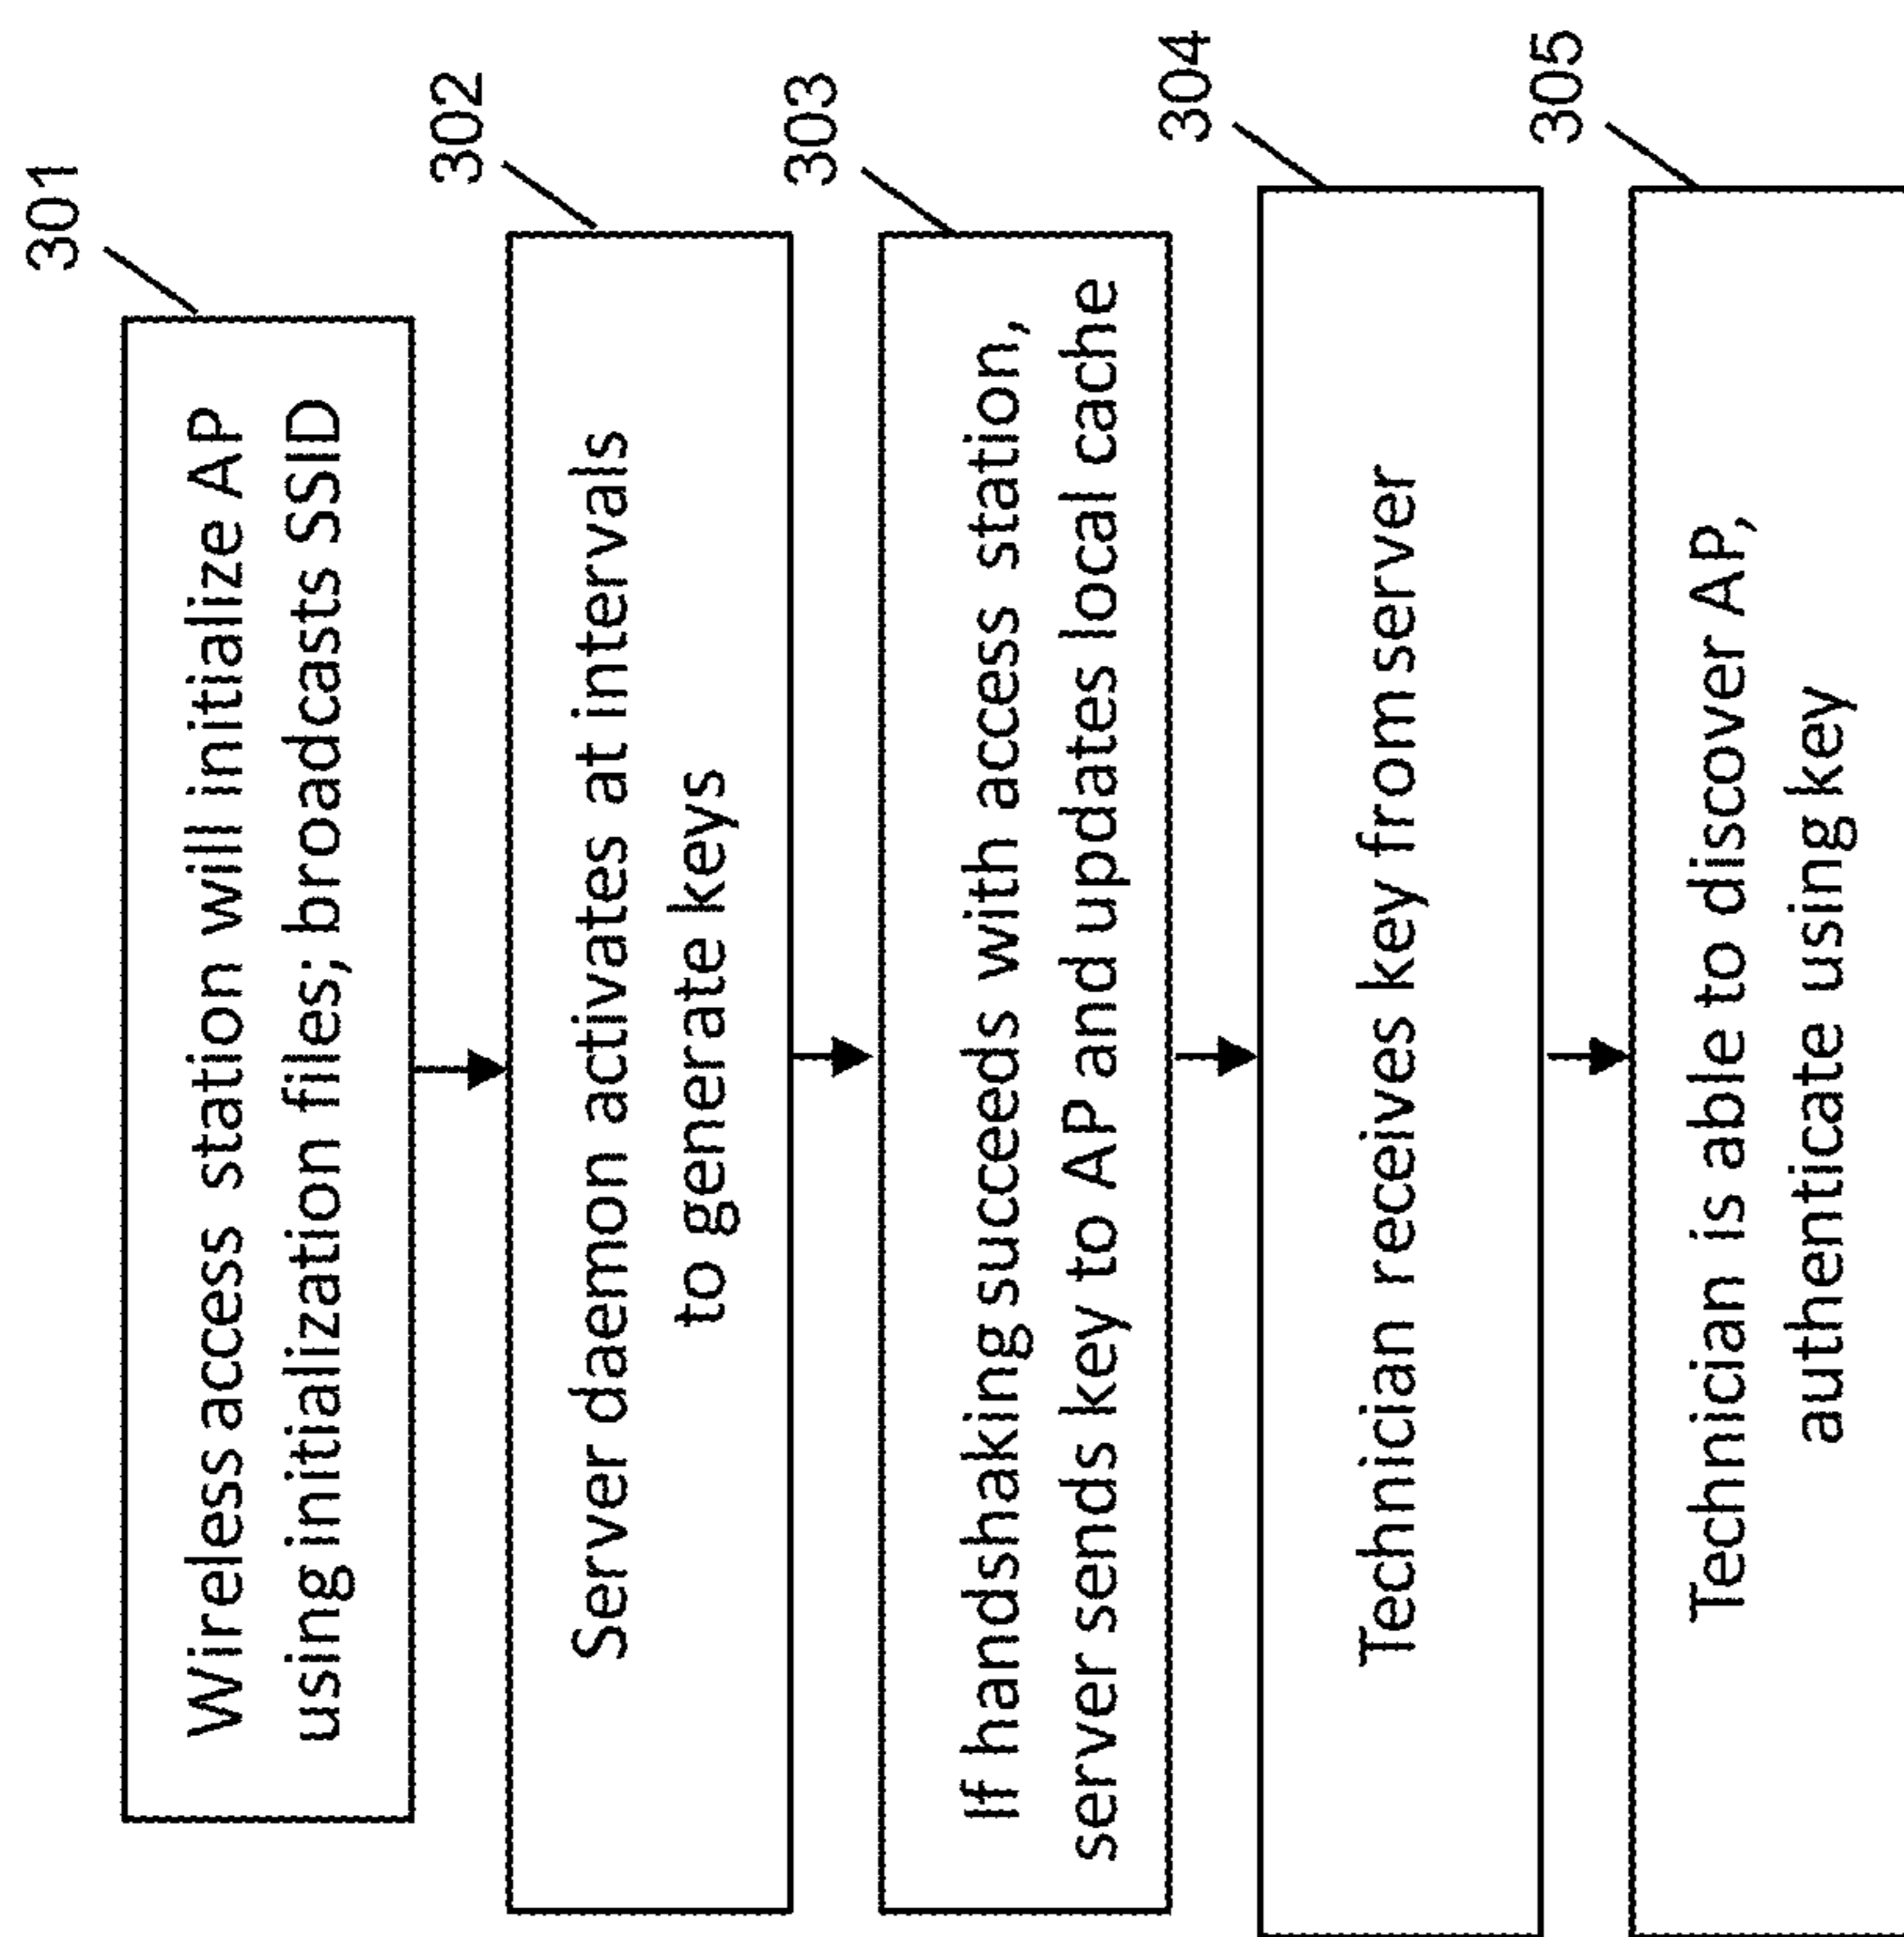 301
Wireless access station will initialize AP
using initialization files; broadcasts SSID
302
Server daemon activates at intervals
to generate keys
303
If handshaking succeeds with access station,
server sends key to AP and updates local cache
304
Technician receives key from server
305
Technician is able to discover AP,
authenticate using key